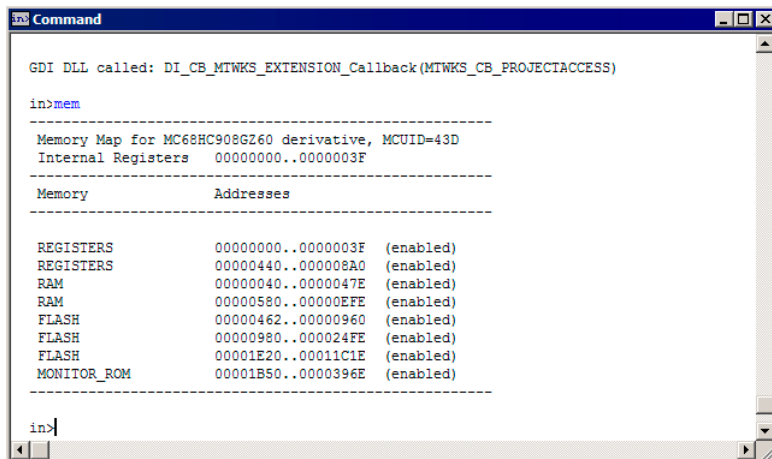 in> Command
GDI DLL called: DI_CB_MTWKS_EXTENSION_Callback(MTWKS_CB_PROJECTACCESS)
in>mem
---------------------------------------------------------
Memory Map for MC68HC908GZ60 derivative, MCUID=43D
Internal Registers   00000000..0000003F
---------------------------------------------------------
Memory               Addresses
---------------------------------------------------------
REGISTERS            00000000..0000003F  (enabled)
REGISTERS            00000440..000008A0  (enabled)
RAM                  00000040..0000047E  (enabled)
RAM                  00000580..00000EFE  (enabled)
FLASH                00000462..00000960  (enabled)
FLASH                00000980..000024FE  (enabled)
FLASH                00001E20..00011C1E  (enabled)
MONITOR_ROM          00001B50..0000396E  (enabled)
---------------------------------------------------------
in>